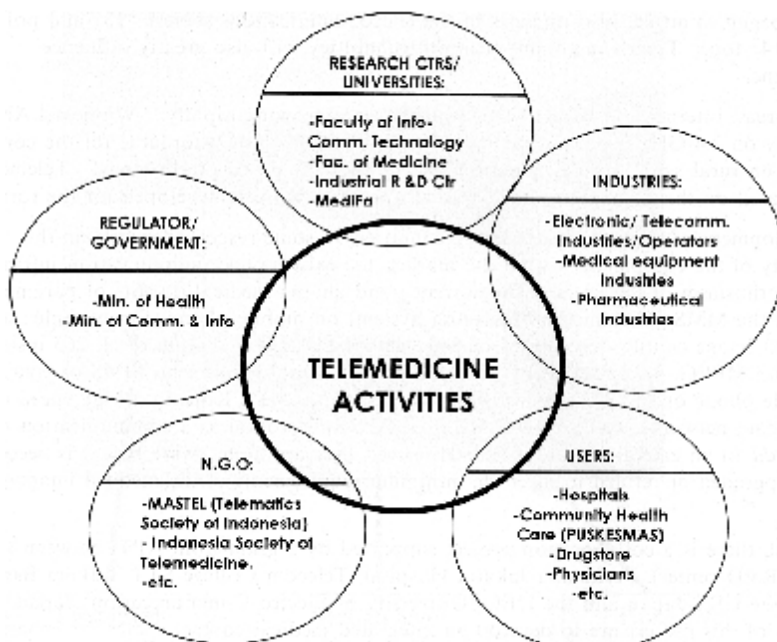 RESEARCH CTRS/
UNIVERSITIES:
-Faculty of Info.-
Comm. Technology
-Fac. of Medicine
-Industrial R & D Ctr
-MedIFa
INDUSTRIES:
-Electronic/ Telecomm.
Industries/Operators
-Medical equipment
Industries
-Pharmaceutical
Industries
REGULATOR/
GOVERNMENT:
-Min. of Health
-Min. of Comm. & Info
TELEMEDICINE
ACTIVITIES
N.G.O:
-MASTEL (Telematics
Society of Indonesia)
- Indonesia Society of
Telemedicine
-etc.
USERS:
-Hospitals
-Community Health
Care (PUSKESMAS)
-Drugstore
-Physicians
- etc.